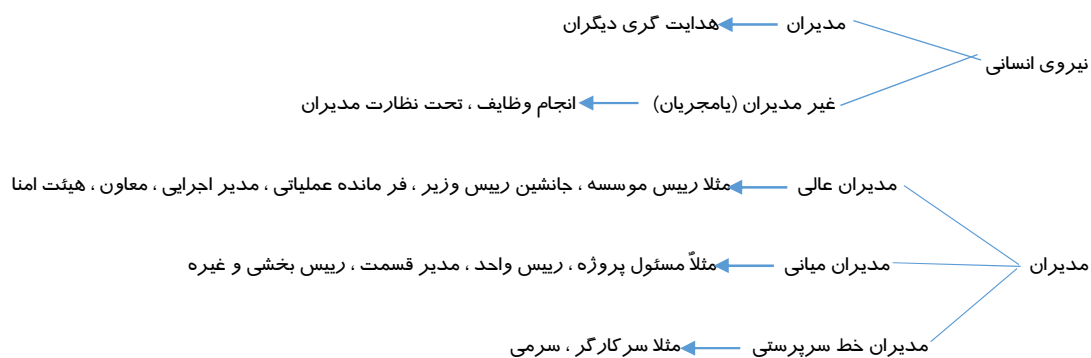 مدیران هدایت گری دیگران
نیروی انسانی
غیر مدیران (یامجریان) انجام وظایف ، تحت نظارت مدیران
مدیران عالی مثلا رییس موسسه ، جانشین رییس وزیر ، فر مانده عملیاتی ، مدیر اجرایی ، معاون ، هیئت امنا
مدیران مدیران میانی مثلاً مسئول پروژه ، رییس واحد ، مدیر قسمت ، رییس بخشی و غیره
مدیران خط سرپرستی مثلا سر کارگر ، سرمی